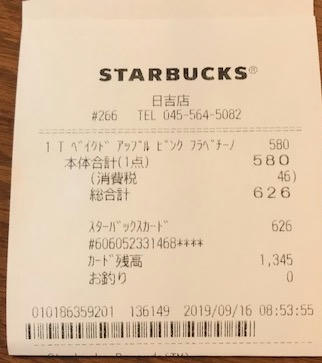 STARBUCKS®
日吉店
#266 TEL 045-564-5082
1 T ﾍﾞｲｸﾄﾞ ｱｯﾌﾟﾙ ﾋﾟﾝｸ ﾌﾗﾍﾟﾁｰﾉ 580
本体合計(1点) 580
(消費税 46)
総合計 626
ｽﾀｰﾊﾞｯｸｽｶｰﾄﾞ 626
#606052331468****
ｶｰﾄﾞ残高 1,345
お釣り 0
010186359201 136149 2019/09/16 08:53:55